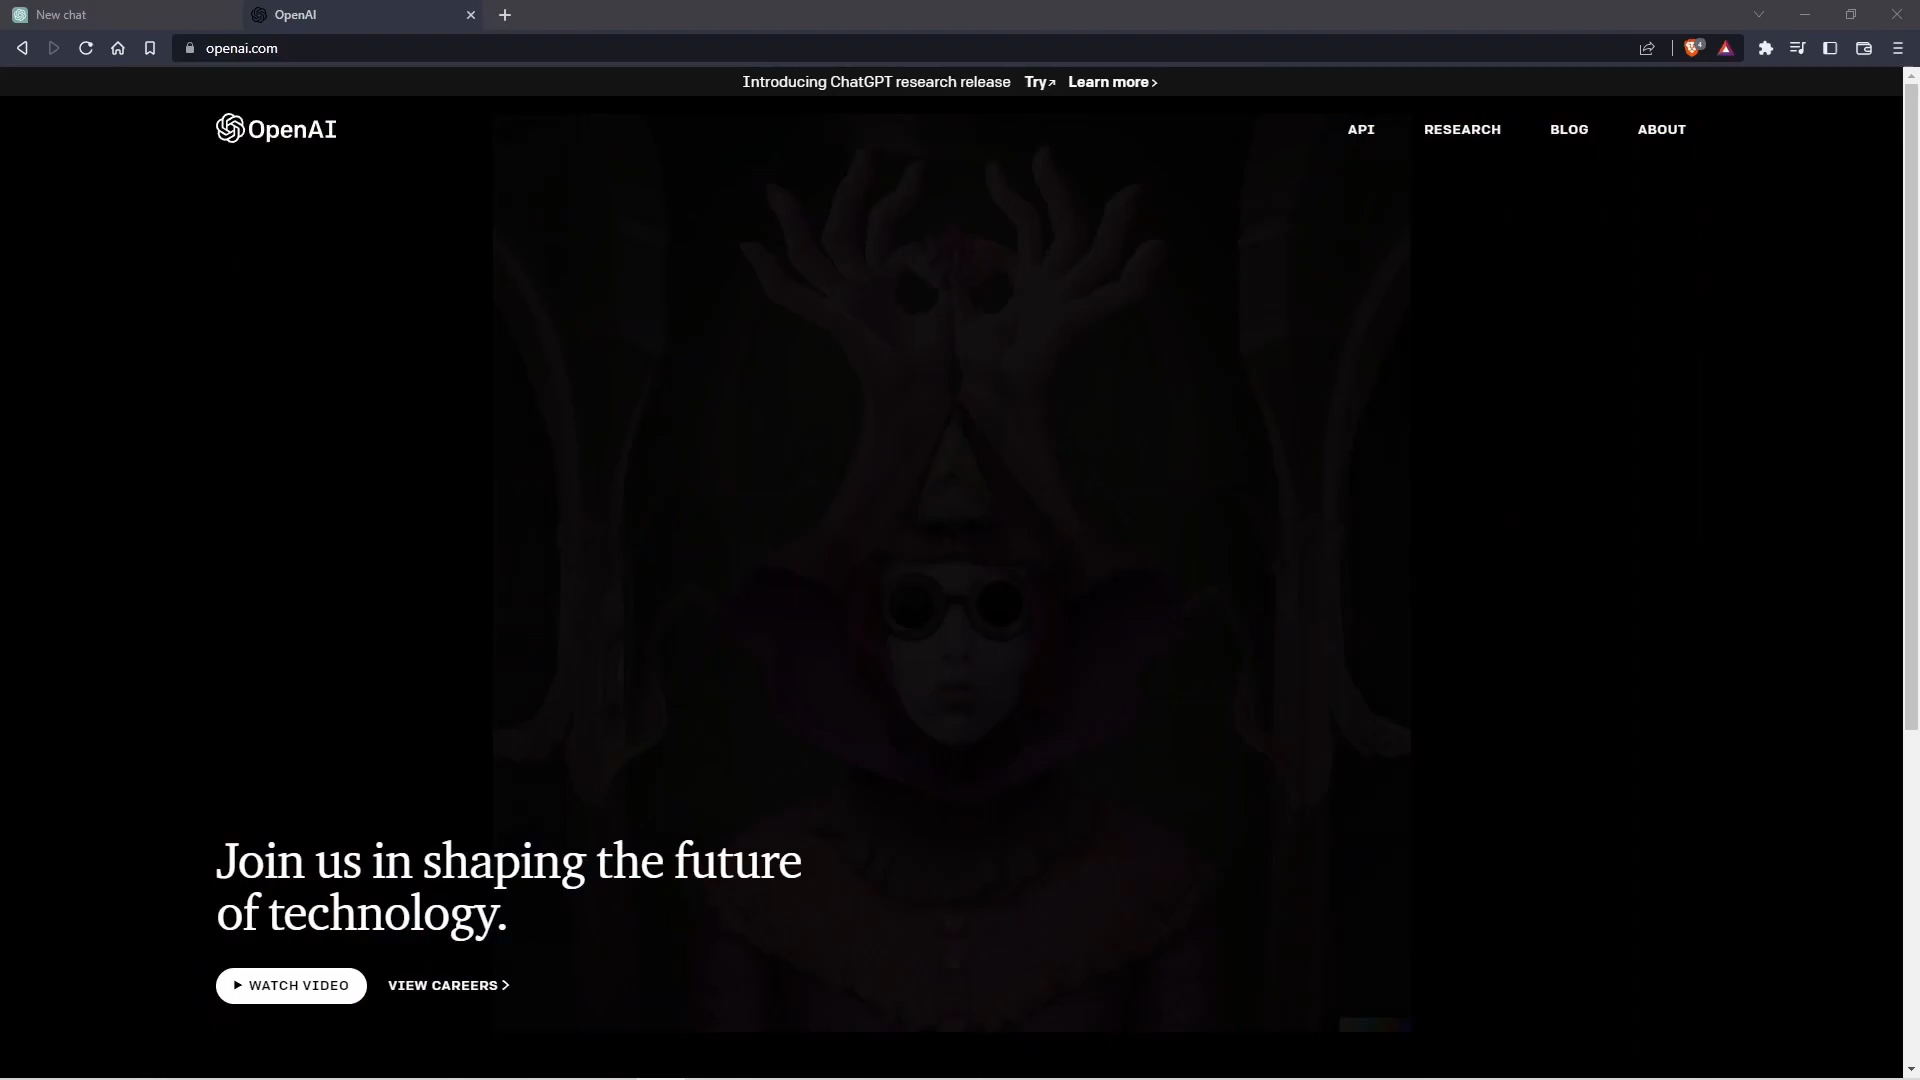 New chat
OpenAI
openai.com
4
Introducing ChatGPT research release Try↗ Learn more >
OpenAI
API RESEARCH BLOG ABOUT
Join us in shaping the future
of technology.
WATCH VIDEO VIEW CAREERS >